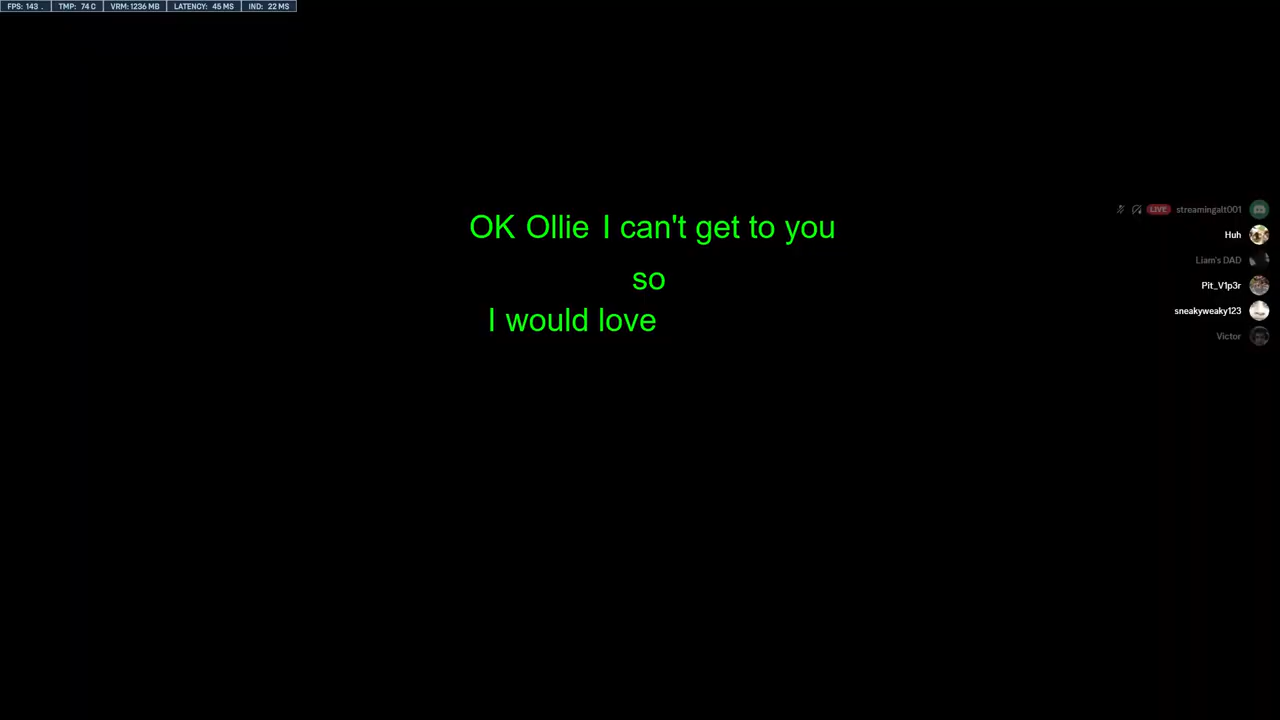 FPS: 143 . TMP: 74 C VRM: 1236 MB LATENCY: 45 MS IND: 22 MS
OK Ollie I can't get to you
so
I would love
LIVE streamingalt001
Huh
Liam's DAD
Pit_V1p3r
sneakyweaky123
Victor